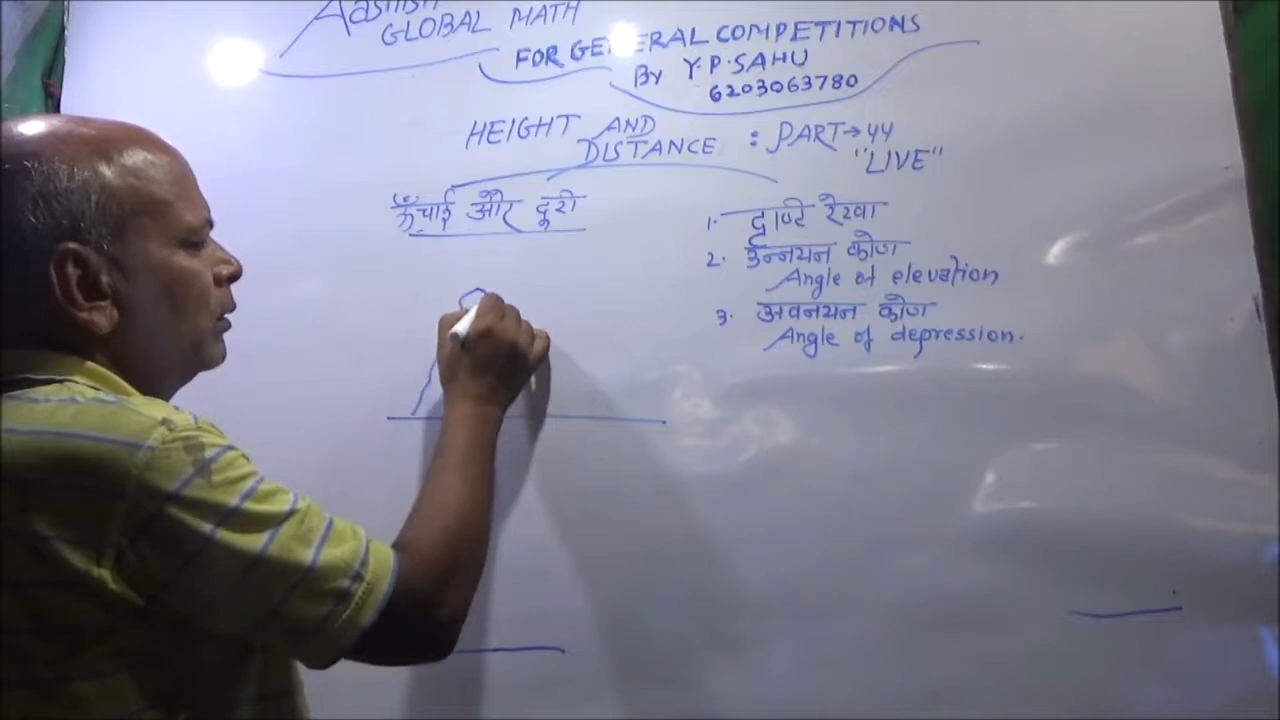 Aashish
GLOBAL MATH
FOR GENERAL COMPETITIONS
By Y.P.SAHU
6203063780
HEIGHT AND
DISTANCE : PART→44
"LIVE"
ऊँचाई और दूरी
1. दृष्टि रेखा
2. उन्नयन कोण
Angle of elevation
3. अवनयन कोण
Angle of depression.